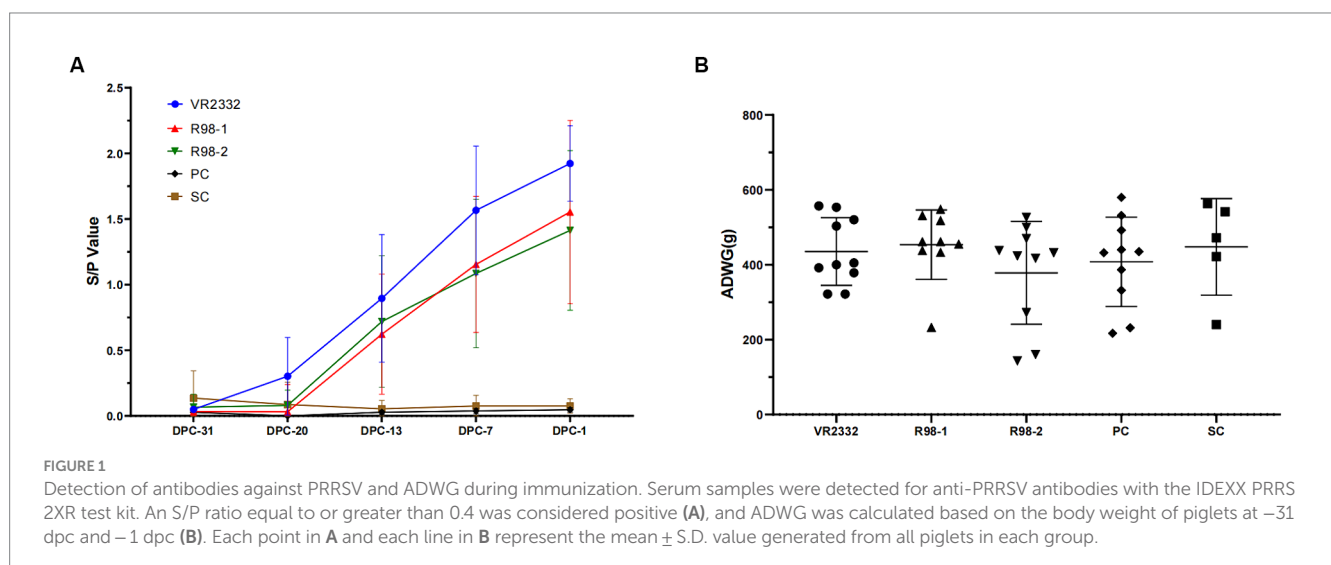 A
B
2.5
2.0
1.5
1.0
0.5
0.0
S/P Value
VR2332
R98-1
R98-2
PC
SC
DPC-31 DPC-20 DPC-13 DPC-7 DPC-1
800
600
400
200
0
ADWG(g)
VR2332 R98-1 R98-2 PC SC
FIGURE 1
Detection of antibodies against PRRSV and ADWG during immunization. Serum samples were detected for anti-PRRSV antibodies with the IDEXX PRRS
2XR test kit. An S/P ratio equal to or greater than 0.4 was considered positive (A), and ADWG was calculated based on the body weight of piglets at −31
dpc and − 1 dpc (B). Each point in A and each line in B represent the mean ± S.D. value generated from all piglets in each group.